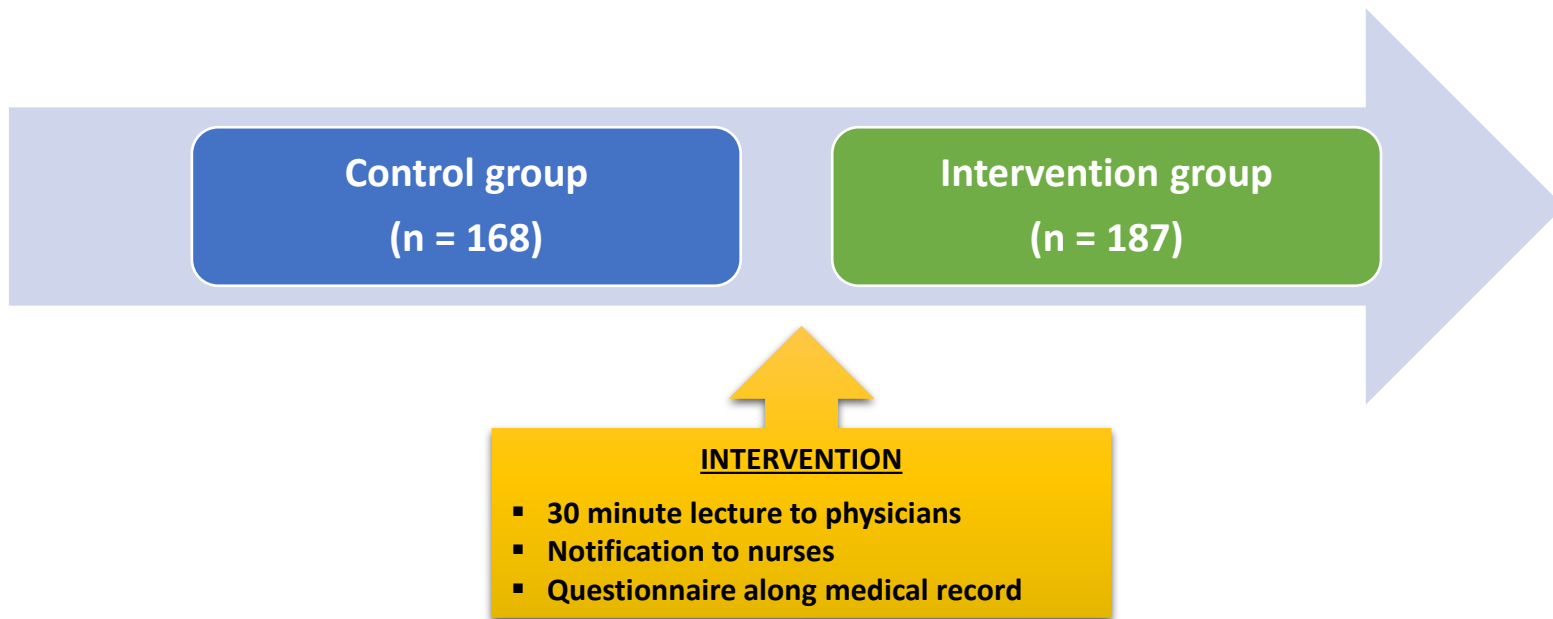 Control group
(n = 168)
Intervention group
(n = 187)
INTERVENTION
▪ 30 minute lecture to physicians
▪ Notification to nurses
▪ Questionnaire along medical record